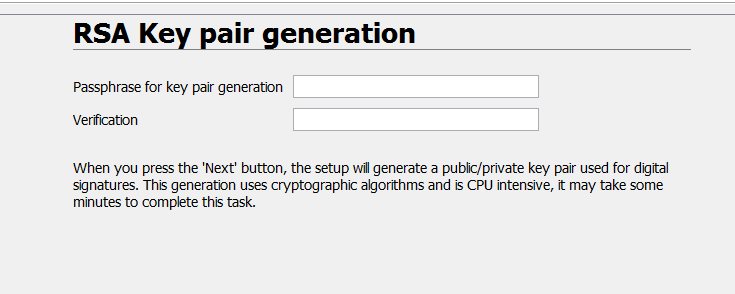 RSA Key pair generation
Passphrase for key pair generation
Verification
When you press the 'Next' button, the setup will generate a public/private key pair used for digital
signatures. This generation uses cryptographic algorithms and is CPU intensive, it may take some
minutes to complete this task.